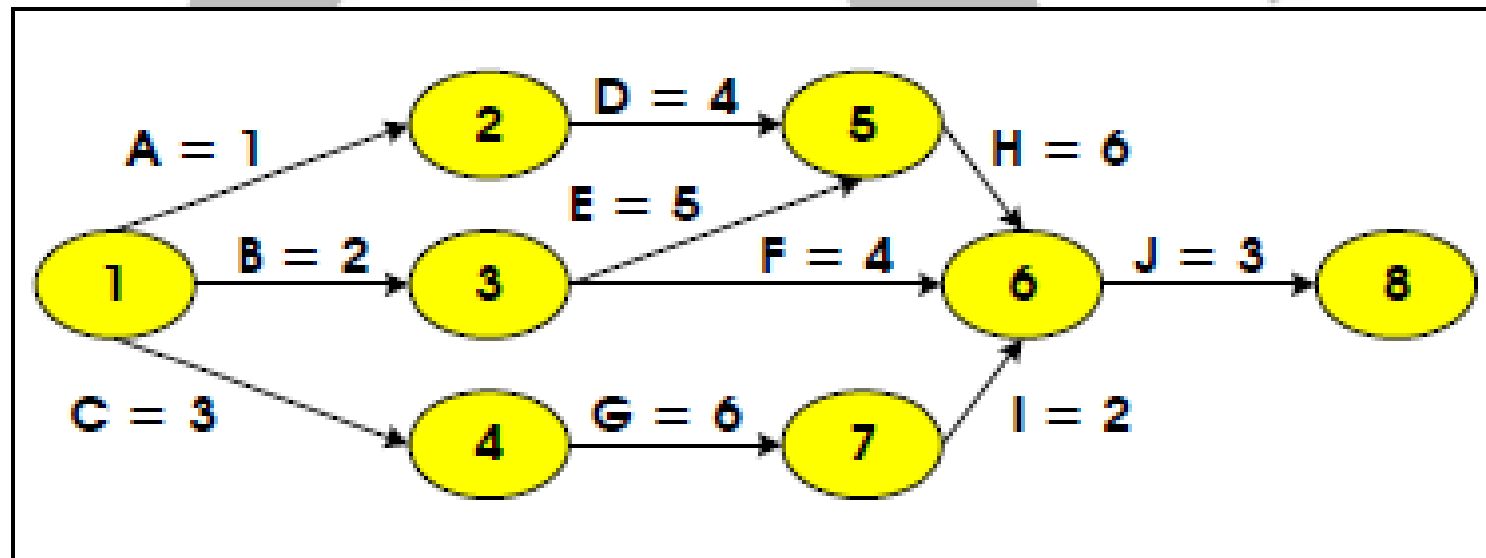 D = 4
2
5
A = 1
H = 6
E = 5
B = 2
F = 4
J = 3
1
3
6
8
C = 3
G = 6
I = 2
4
7